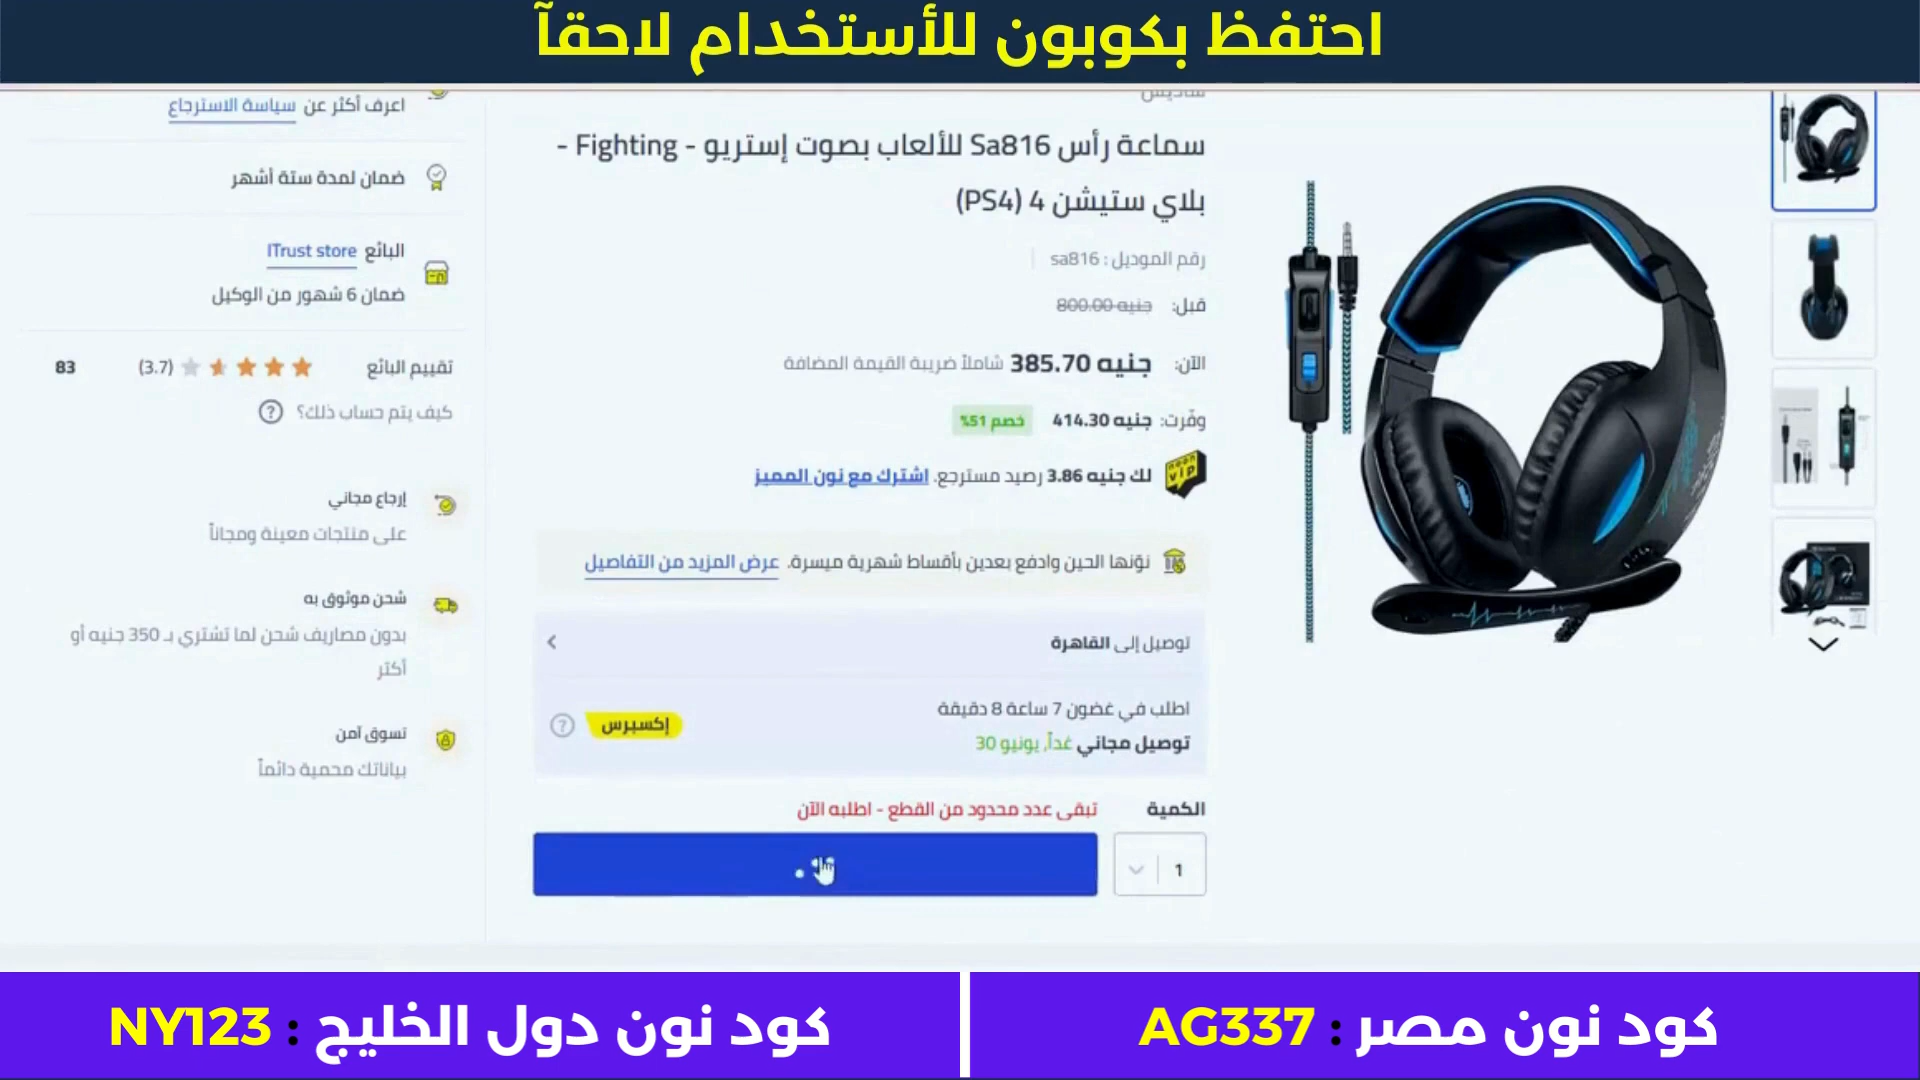 احتفظ بكوبون للأستخدام لاحقآ
ساديس
سماعة رأس Sa816 للألعاب بصوت إستريو - Fighting -
بلاي ستيشن 4 (PS4)
رقم الموديل : sa816
قبل: جنيه 800.00
الآن: جنيه 385.70 شاملاً ضريبة القيمة المضافة
وفّرت: جنيه 414.30 خصم 51%
noon vip لك جنيه 3.86 رصيد مسترجع. اشترك مع نون المميز
نوّنها الحين وادفع بعدين بأقساط شهرية ميسرة. عرض المزيد من التفاصيل
توصيل إلى القاهرة
اطلب في غضون 7 ساعة 8 دقيقة
توصيل مجاني غداً, يونيو 30
إكسبرس
الكمية
تبقى عدد محدود من القطع - اطلبه الآن
1
اعرف أكثر عن سياسة الاسترجاع
ضمان لمدة ستة أشهر
البائع ITrust store
ضمان 6 شهور من الوكيل
تقييم البائع (3.7) 83
كيف يتم حساب ذلك؟
إرجاع مجاني
على منتجات معينة ومجاناً
شحن موثوق به
بدون مصاريف شحن لما تشتري بـ 350 جنيه أو
أكثر
تسوق آمن
بياناتك محمية دائماً
كود نون مصر : AG337
كود نون دول الخليج : NY123